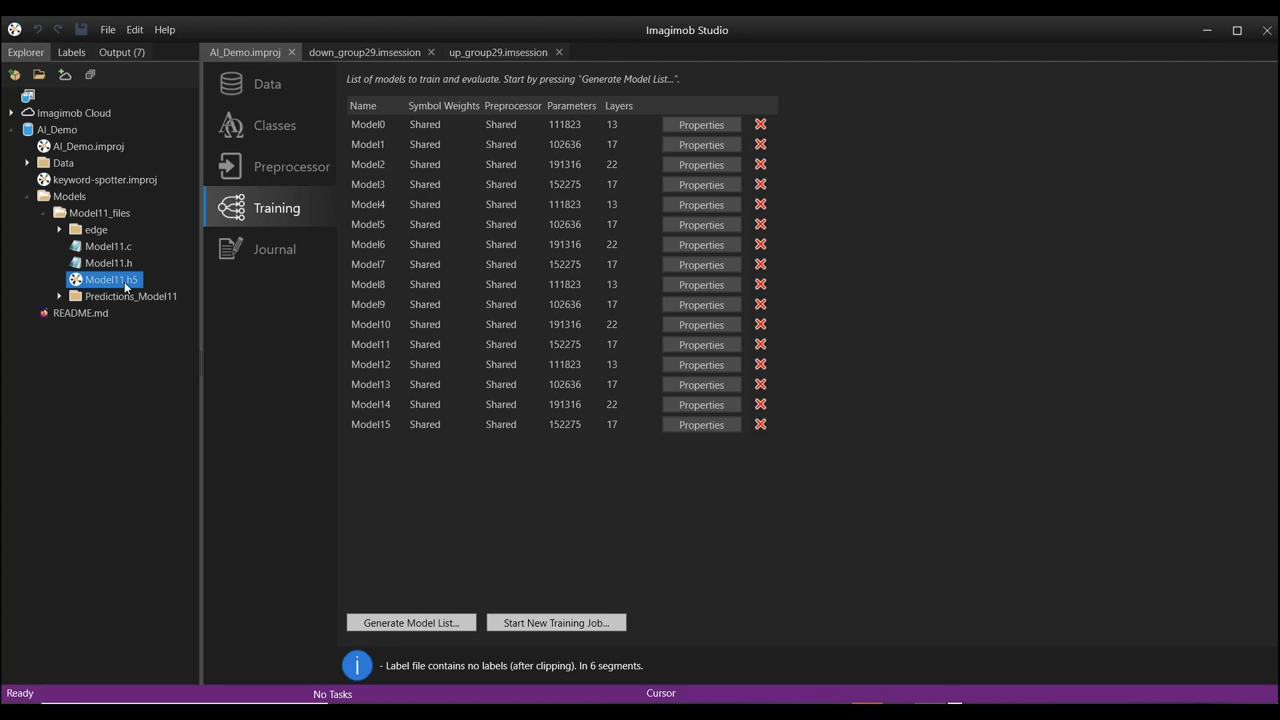 File Edit Help Imagimob Studio
Explorer Labels Output (7) AI_Demo.improj down_group29.imsession up_group29.imsession
Imagimob Cloud
AI_Demo
AI_Demo.improj
Data
keyword-spotter.improj
Models
Model11_files
edge
Model11.c
Model11.h
Model11.h5
Predictions_Model11
README.md
Data
Classes
Preprocessor
Training
Journal
List of models to train and evaluate. Start by pressing "Generate Model List...".
Name Symbol Weights Preprocessor Parameters Layers
Model0 Shared Shared 111823 13 Properties
Model1 Shared Shared 102636 17 Properties
Model2 Shared Shared 191316 22 Properties
Model3 Shared Shared 152275 17 Properties
Model4 Shared Shared 111823 13 Properties
Model5 Shared Shared 102636 17 Properties
Model6 Shared Shared 191316 22 Properties
Model7 Shared Shared 152275 17 Properties
Model8 Shared Shared 111823 13 Properties
Model9 Shared Shared 102636 17 Properties
Model10 Shared Shared 191316 22 Properties
Model11 Shared Shared 152275 17 Properties
Model12 Shared Shared 111823 13 Properties
Model13 Shared Shared 102636 17 Properties
Model14 Shared Shared 191316 22 Properties
Model15 Shared Shared 152275 17 Properties
Generate Model List... Start New Training Job...
- Label file contains no labels (after clipping). In 6 segments.
Ready No Tasks Cursor